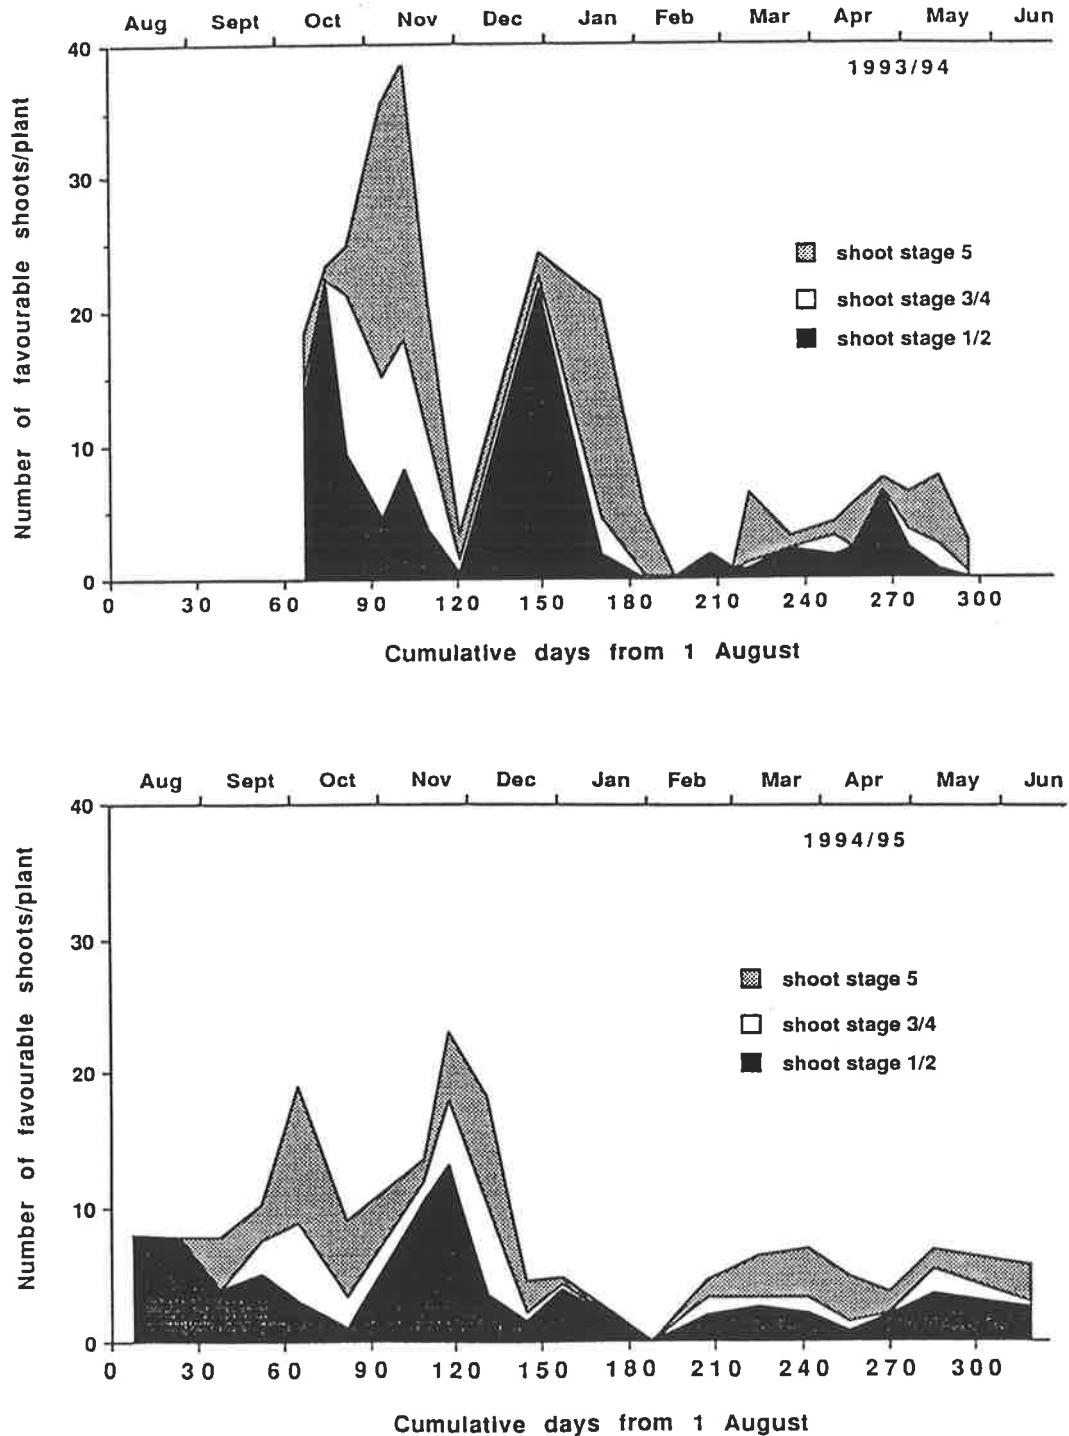 Aug Sept Oct Nov Dec Jan Feb Mar Apr May Jun
1993/94
Number of favourable shoots/plant
40
30
20
10
0
shoot stage 5
shoot stage 3/4
shoot stage 1/2
0 30 60 90 120 150 180 210 240 270 300
Cumulative days from 1 August
Aug Sept Oct Nov Dec Jan Feb Mar Apr May Jun
1994/95
Number of favourable shoots/plant
40
30
20
10
0
shoot stage 5
shoot stage 3/4
shoot stage 1/2
0 30 60 90 120 150 180 210 240 270 300
Cumulative days from 1 August